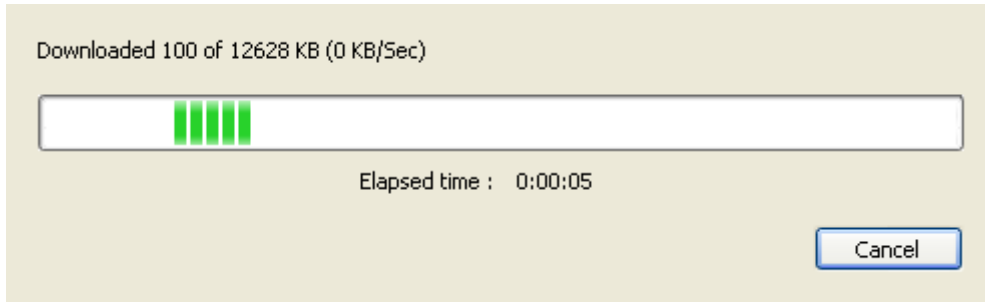 Downloaded 100 of 12628 KB (0 KB/Sec)
Elapsed time : 0:00:05
Cancel